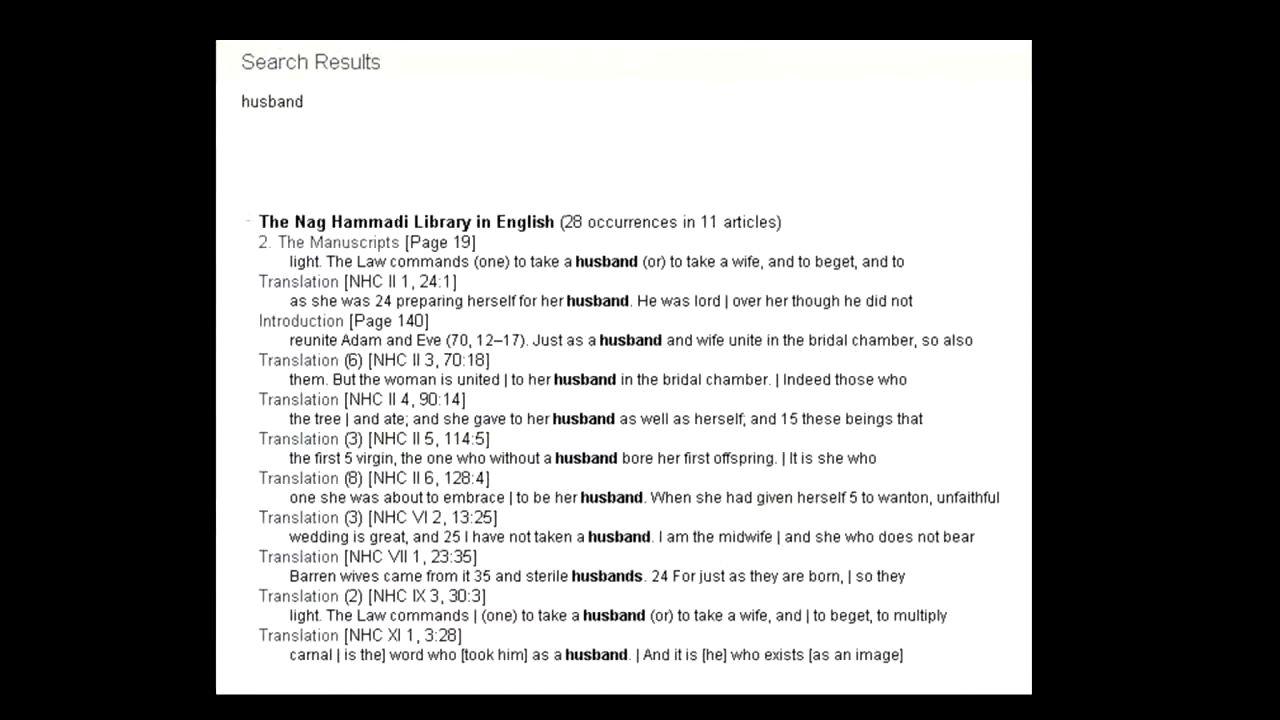 Search Results
husband
The Nag Hammadi Library in English (28 occurrences in 11 articles)
2. The Manuscripts [Page 19]
light. The Law commands (one) to take a husband (or) to take a wife, and to beget, and to
Translation [NHC II 1, 24:1]
as she was 24 preparing herself for her husband. He was lord | over her though he did not
Introduction [Page 140]
reunite Adam and Eve (70, 12–17). Just as a husband and wife unite in the bridal chamber, so also
Translation (6) [NHC II 3, 70:18]
them. But the woman is united | to her husband in the bridal chamber. | Indeed those who
Translation [NHC II 4, 90:14]
the tree | and ate; and she gave to her husband as well as herself; and 15 these beings that
Translation (3) [NHC II 5, 114:5]
the first 5 virgin, the one who without a husband bore her first offspring. | It is she who
Translation (8) [NHC II 6, 128:4]
one she was about to embrace | to be her husband. When she had given herself 5 to wanton, unfaithful
Translation (3) [NHC VI 2, 13:25]
wedding is great, and 25 I have not taken a husband. I am the midwife | and she who does not bear
Translation [NHC VII 1, 23:35]
Barren wives came from it 35 and sterile husbands. 24 For just as they are born, | so they
Translation (2) [NHC IX 3, 30:3]
light. The Law commands | (one) to take a husband (or) to take a wife, and | to beget, to multiply
Translation [NHC XI 1, 3:28]
carnal | is the] word who [took him] as a husband. | And it is [he] who exists [as an image]